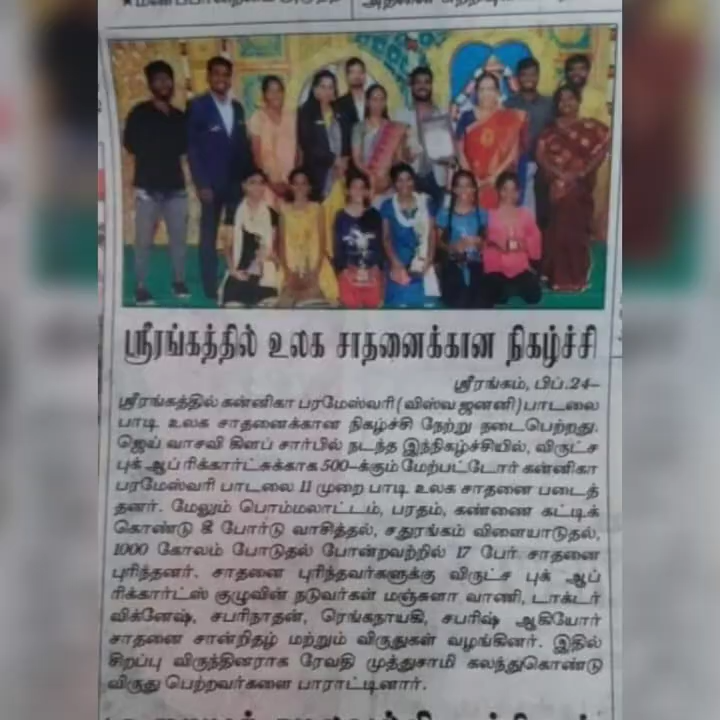 ஸ்ரீரங்கத்தில் உலக சாதனைக்கான நிகழ்ச்சி
ஸ்ரீரங்கம், பிப்.24–
ஸ்ரீரங்கத்தில் கன்னிகா பரமேஸ்வரி (விஸ்வ ஜனனி) பாடலை
பாடி உலக சாதனைக்கான நிகழ்ச்சி நேற்று நடைபெற்றது.
ஜெய் வாசவி கிளப் சார்பில் நடந்த இந்நிகழ்ச்சியில், விருட்ச
புக் ஆப் ரிக்கார்ட்சுக்காக 500–க்கும் மேற்பட்டோர் கன்னிகா
பரமேஸ்வரி பாடலை 11 முறை பாடி உலக சாதனை படைத்
தனர். மேலும் பொம்மலாட்டம், பரதம், கண்ணை கட்டிக்
கொண்டு கீ போர்டு வாசித்தல், சதுரங்கம் விளையாடுதல்,
1000 கோலம் போடுதல் போன்றவற்றில் 17 பேர் சாதனை
புரிந்தனர். சாதனை புரிந்தவர்களுக்கு விருட்ச புக் ஆப்
ரிக்கார்ட்ஸ் குழுவின் நடுவர்கள் மஞ்சுளா வாணி, டாக்டர்
விக்னேஷ், சபரிநாதன், ரெங்கநாயகி, சபரிஷ் ஆகியோர்
சாதனை சான்றிதழ் மற்றும் விருதுகள் வழங்கினர். இதில்
சிறப்பு விருந்தினராக ரேவதி முத்துசாமி கலந்துகொண்டு
விருது பெற்றவர்களை பாராட்டினார்.